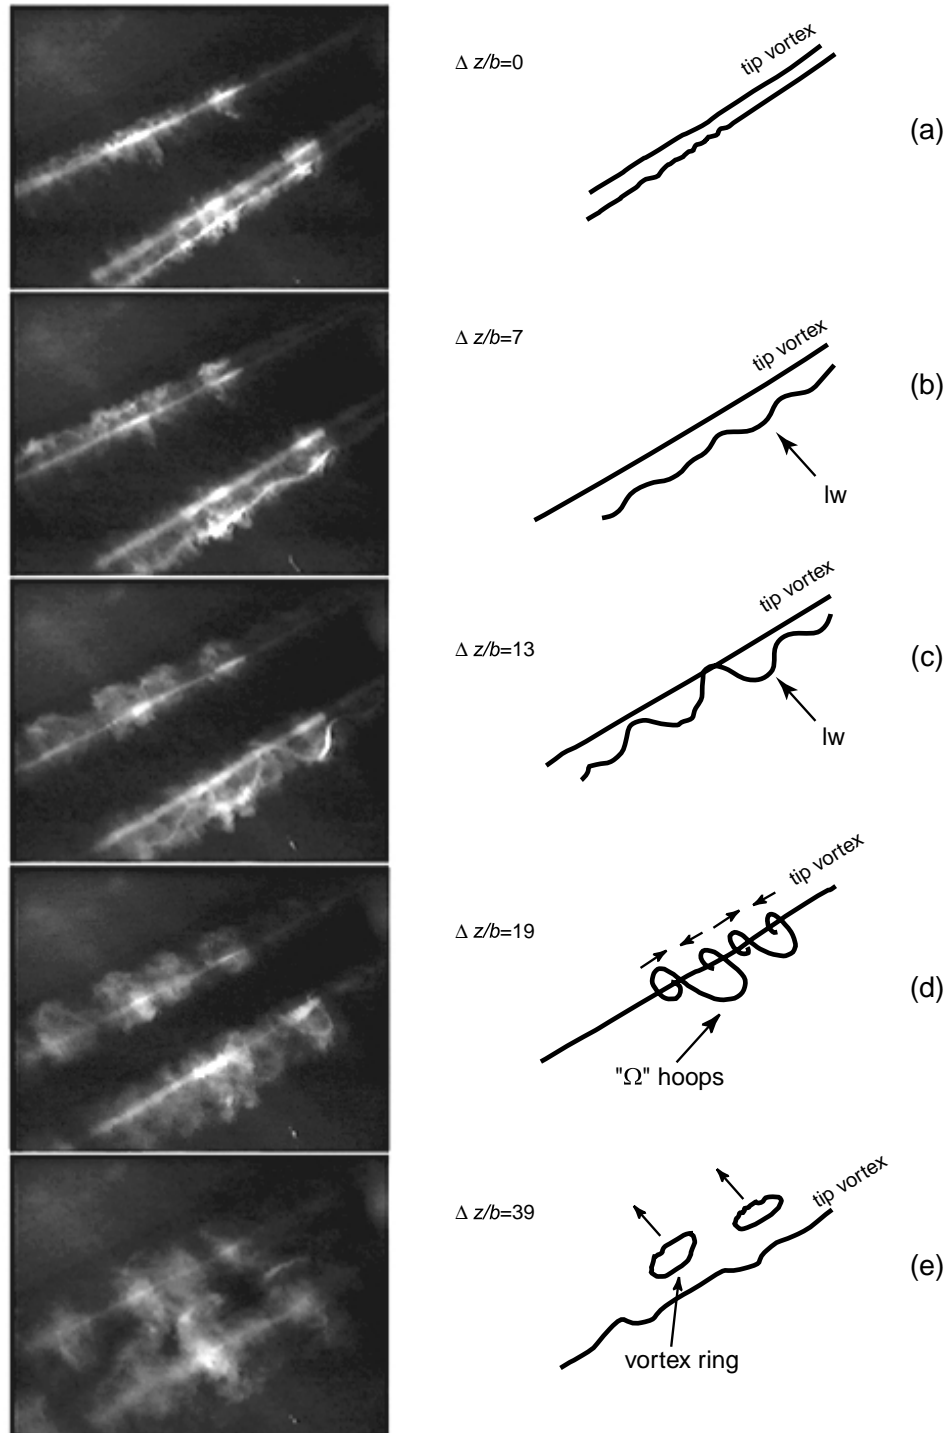 Δ z/b=0
tip vortex
(a)
Δ z/b=7
tip vortex
(b)
lw
Δ z/b=13
tip vortex
(c)
lw
Δ z/b=19
tip vortex
(d)
"Ω" hoops
Δ z/b=39
tip vortex
(e)
vortex ring